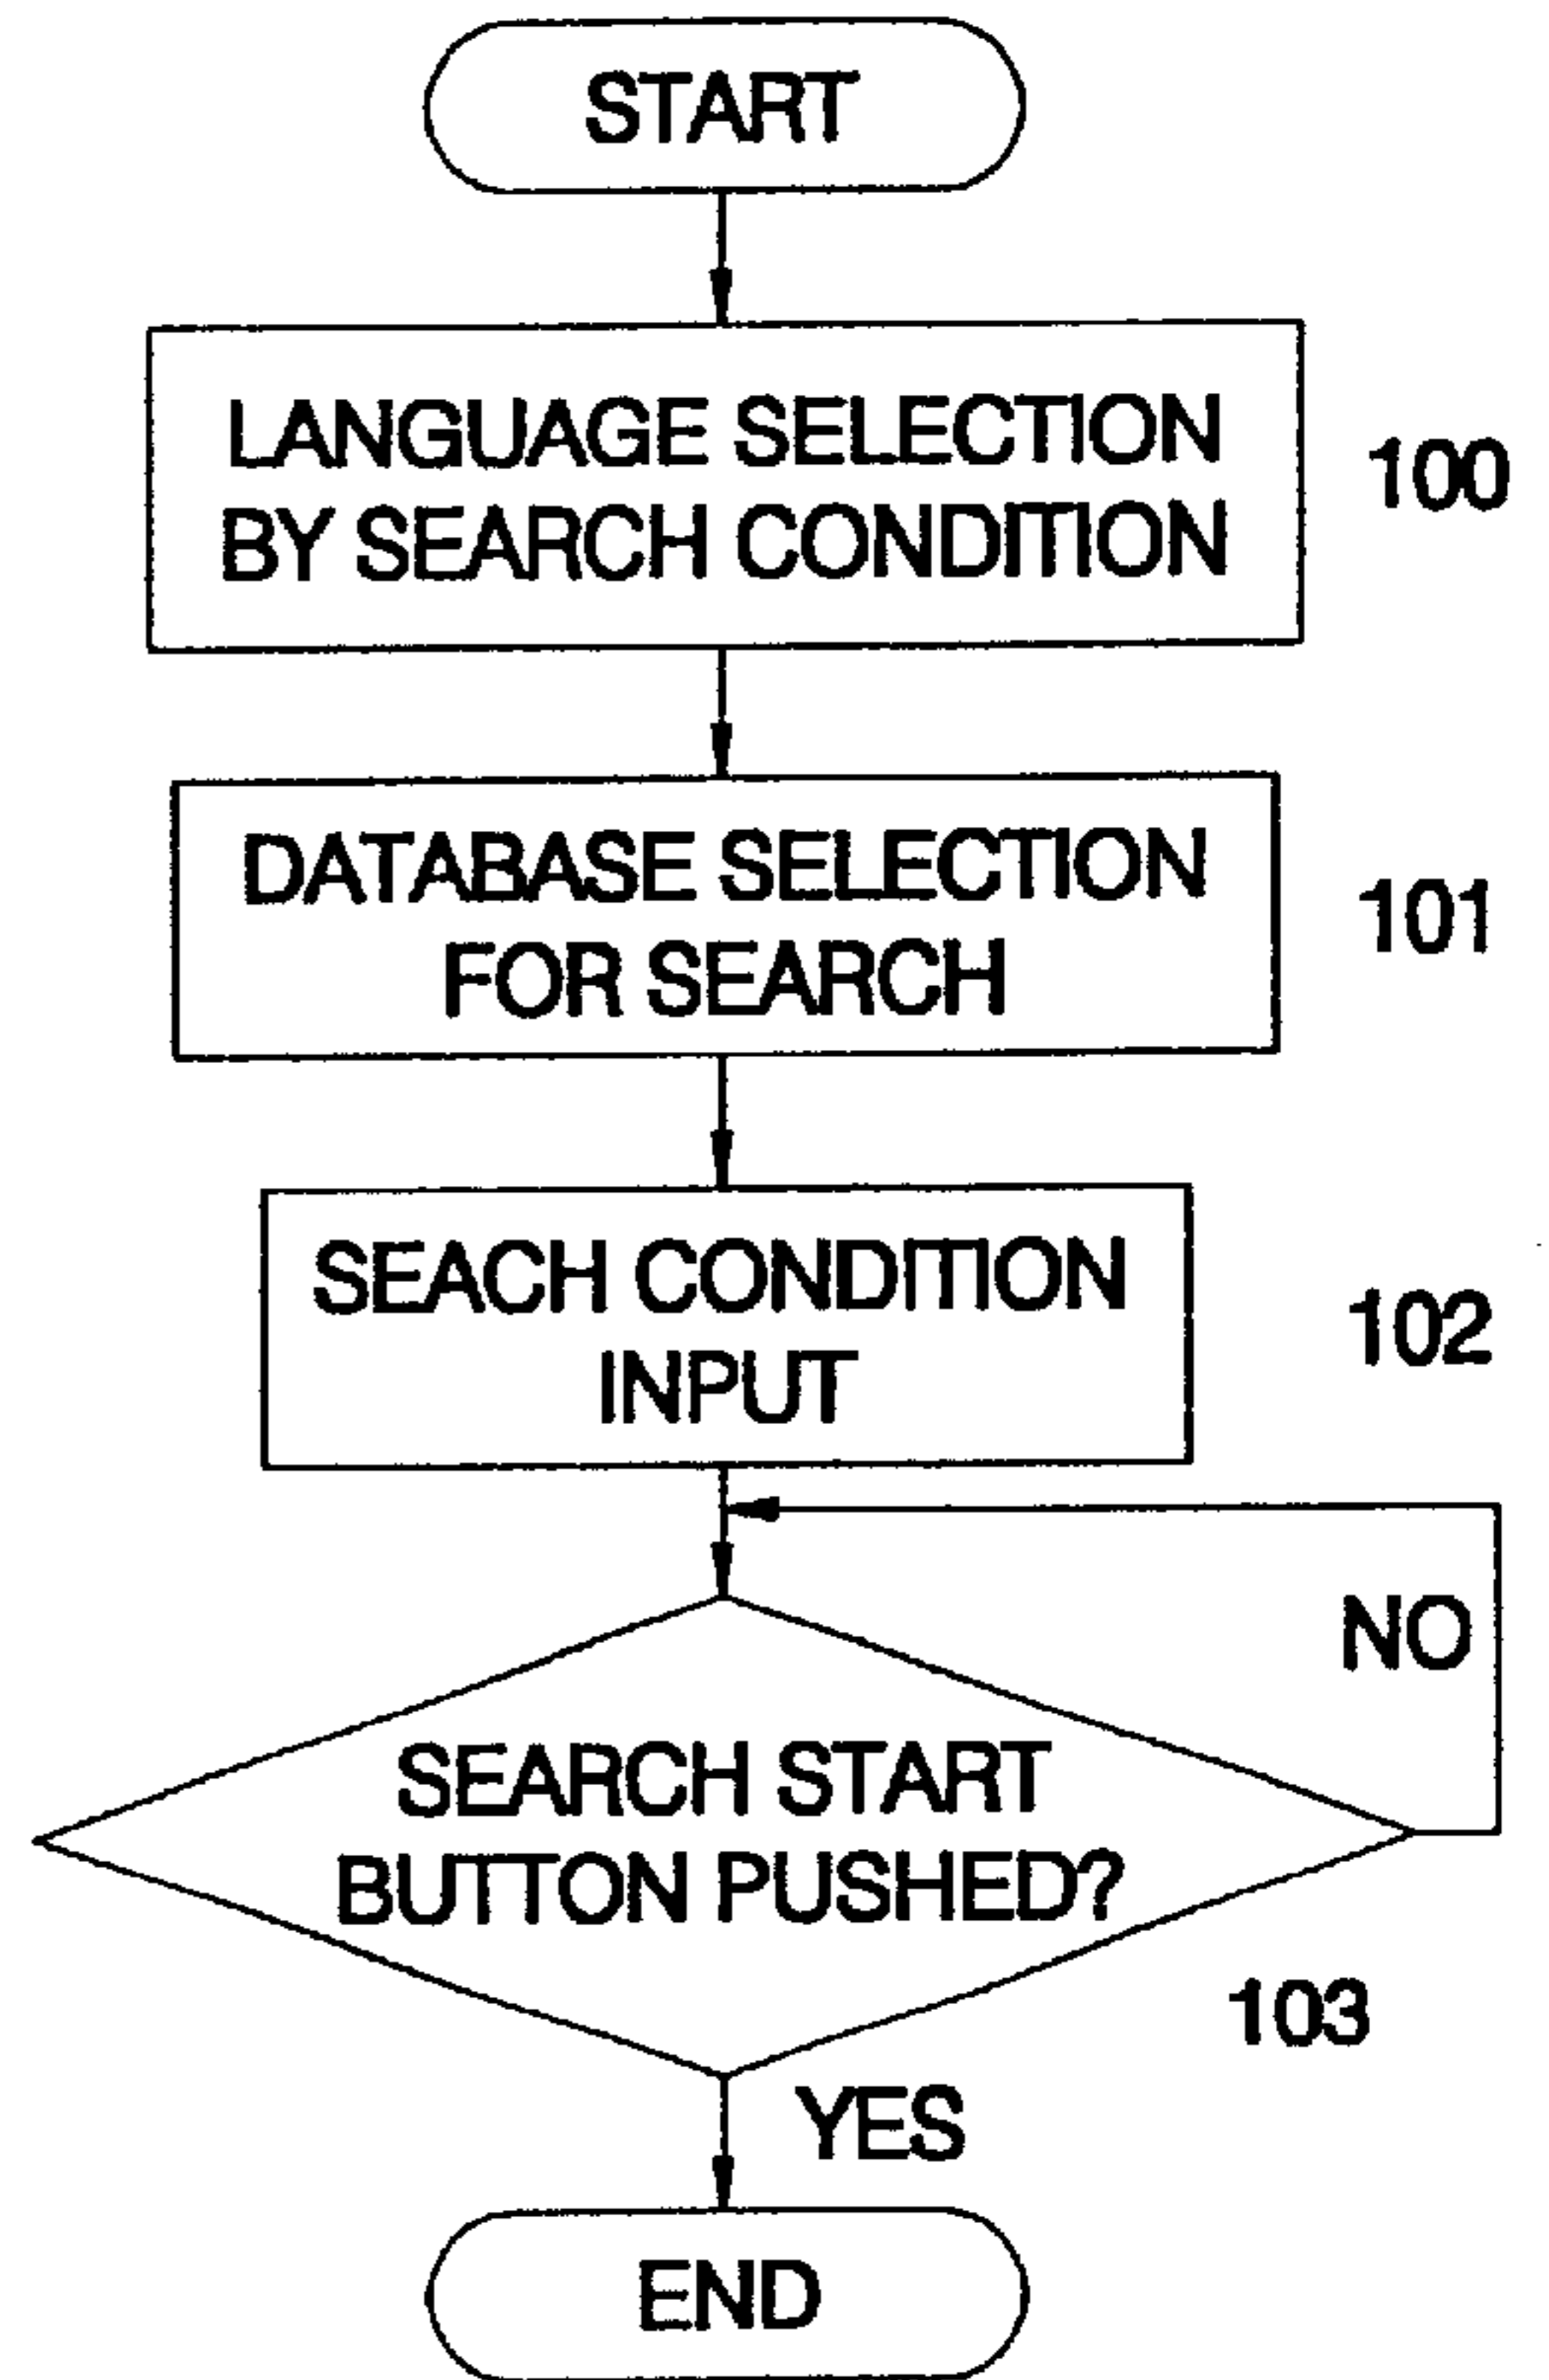 START
LANGUAGE SELECTION
BY SEARCH CONDITION
100
DATABASE SELECTION
FOR SEARCH
101
SEACH CONDITION
INPUT
102
NO
SEARCH START
BUTTON PUSHED?
103
YES
END